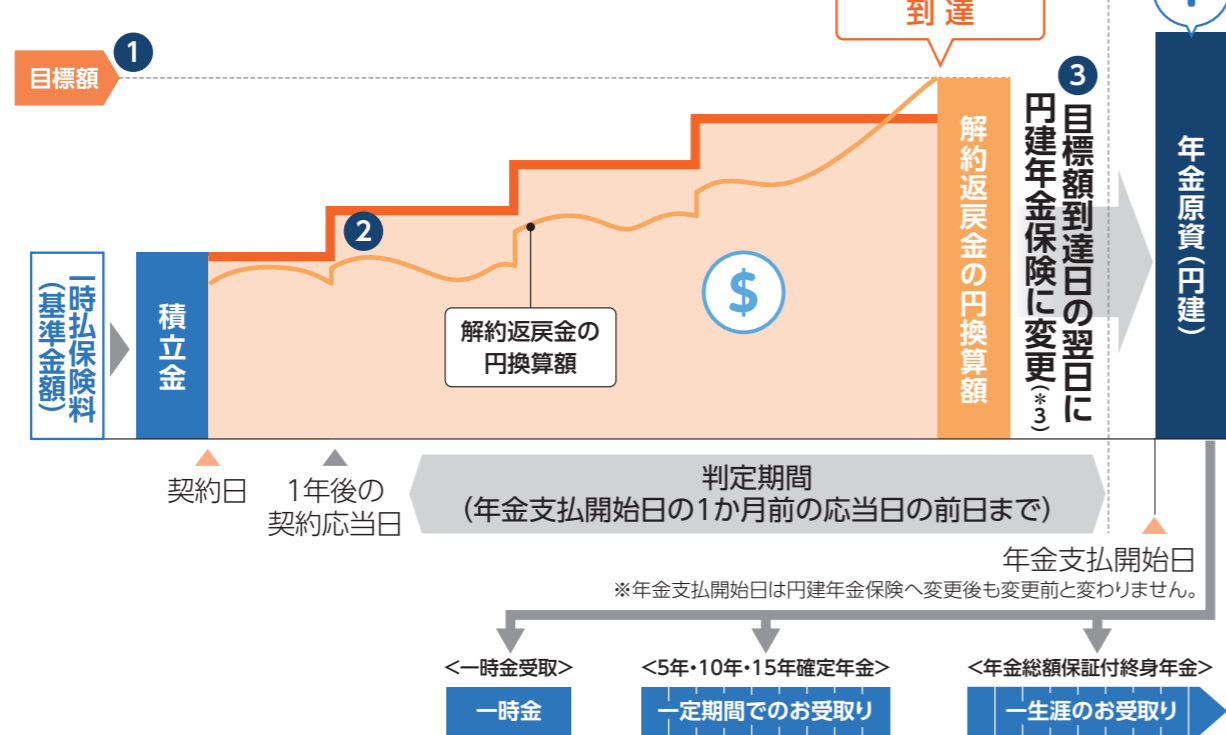 到達
目標額
1
3
目標額到達日の翌日に
円建年金保険に変更(*3)
年金原資(円建)
2
解約返戻金の円換算額
一時払保険料
(基準金額)
積立金
$
解約返戻金の
円換算額
契約日
1年後の
契約応当日
判定期間
(年金支払開始日の1か月前の応当日の前日まで)
年金支払開始日
※年金支払開始日は円建年金保険へ変更後も変更前と変わりません。
<一時金受取>
<5年・10年・15年確定年金>
<年金総額保証付終身年金>
一時金
一定期間でのお受取り
一生涯のお受取り